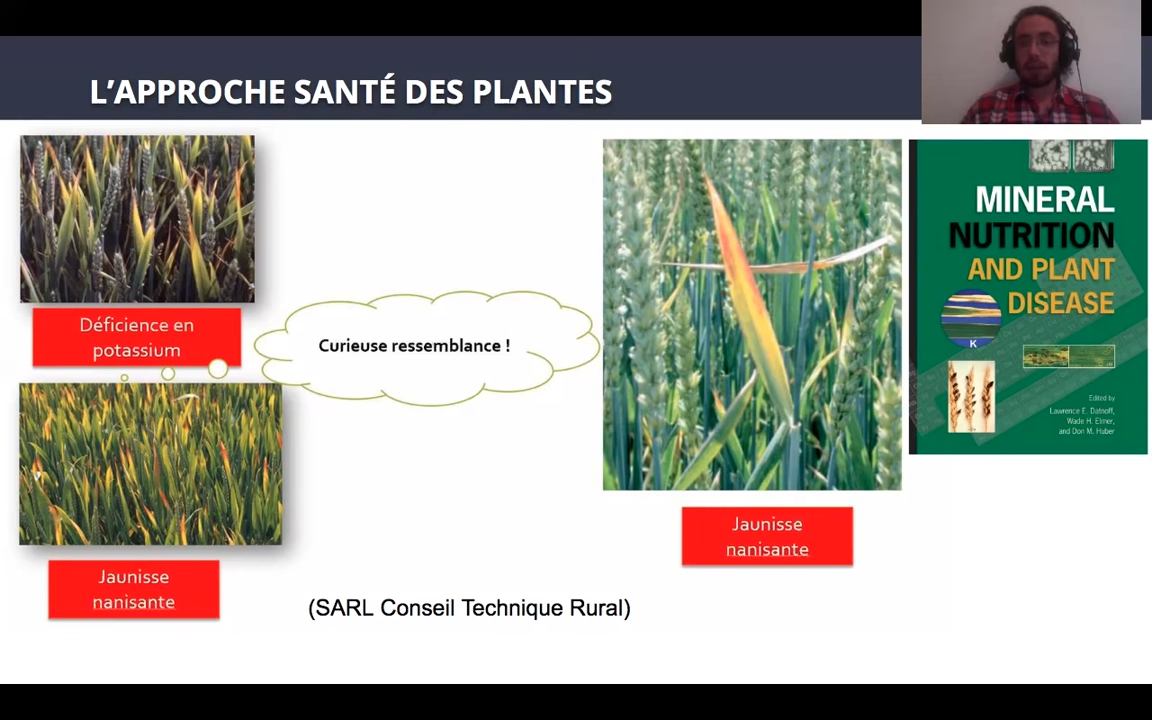 L’APPROCHE SANTÉ DES PLANTES
Déficience en
potassium
Curieuse ressemblance !
Jaunisse
nanisante
(SARL Conseil Technique Rural)
Jaunisse
nanisante
MINERAL
NUTRITION
AND PLANT
DISEASE
K
Edited by
Lawrence E. Datnoff,
Wade H. Elmer,
and Don M. Huber